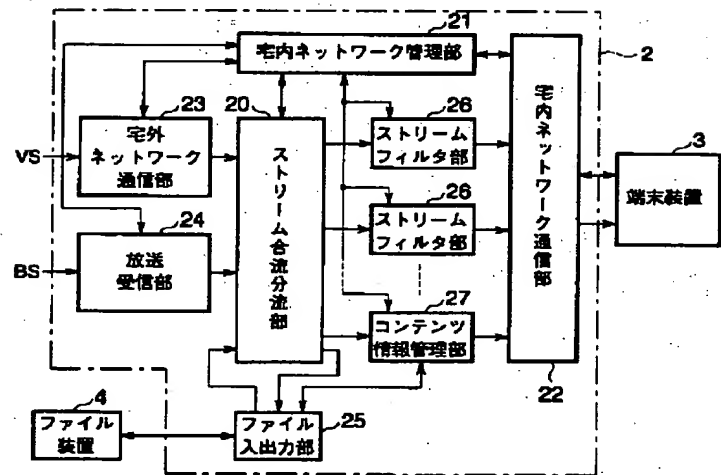 21
宅内ネットワーク管理部
2
23
宅外
ネットワーク
通信部
20
ストリーム合流分流部
26
ストリーム
フィルタ部
宅内ネットワーク通信部
3
端末装置
VS
24
放送
受信部
26
ストリーム
フィルタ部
BS
27
コンテンツ
情報管理部
22
4
ファイル
装置
ファイル
入出力部
25